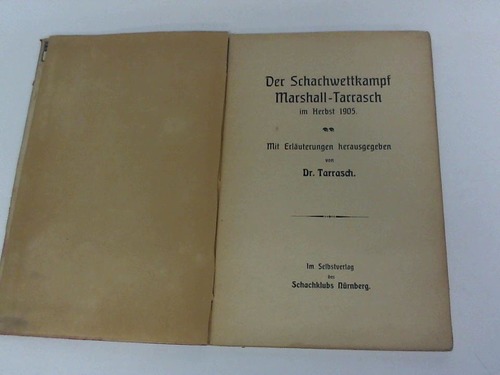 Der Schachwettkampf
Marshall-Tarrasch
im Herbst 1905.
Mit Erläuterungen herausgegeben
von
Dr. Tarrasch.
Im Selbstverlag
des
Schachklubs Nürnberg.